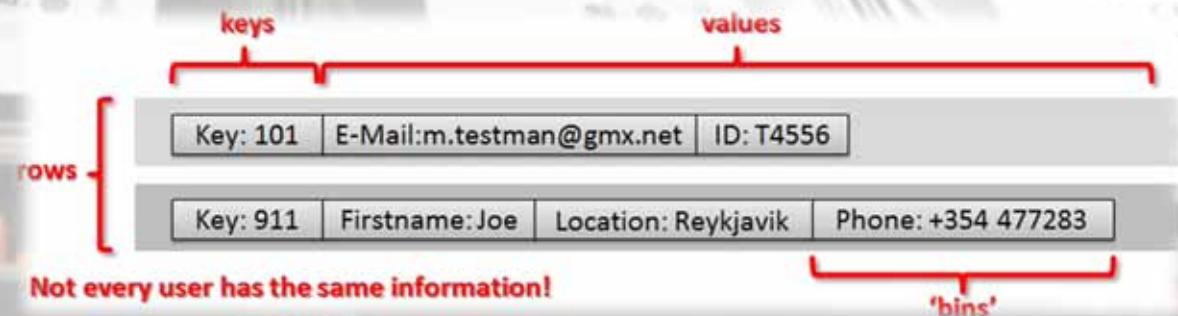 keys values
Key: 101 E-Mail:m.testman@gmx.net ID: T4556
rows
Key: 911 Firstname: Joe Location: Reykjavik Phone: +354 477283
Not every user has the same information!
'bins'